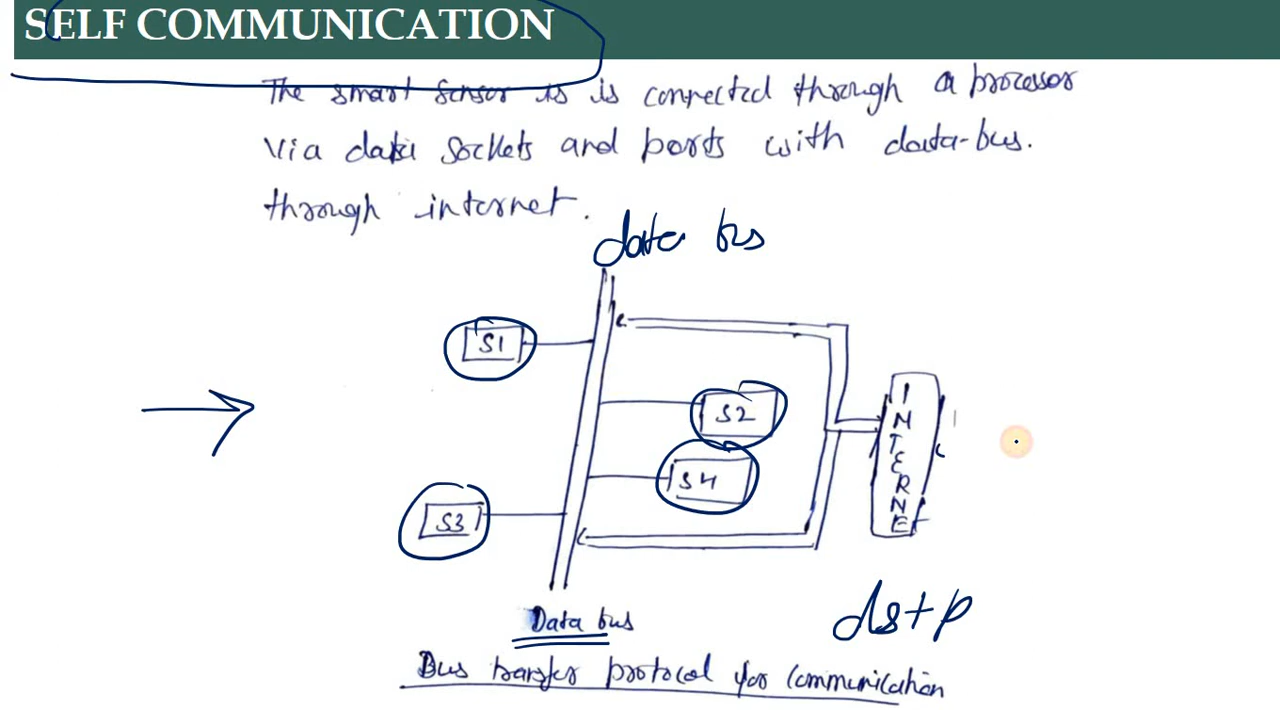 SELF COMMUNICATION
The smart sensor is is connected through a processor
via data sockets and ports with data-bus.
through internet.
data bus
S1
S2
S4
S3
INTERNET
Data bus
ds+p
Bus transfer protocol for Communication